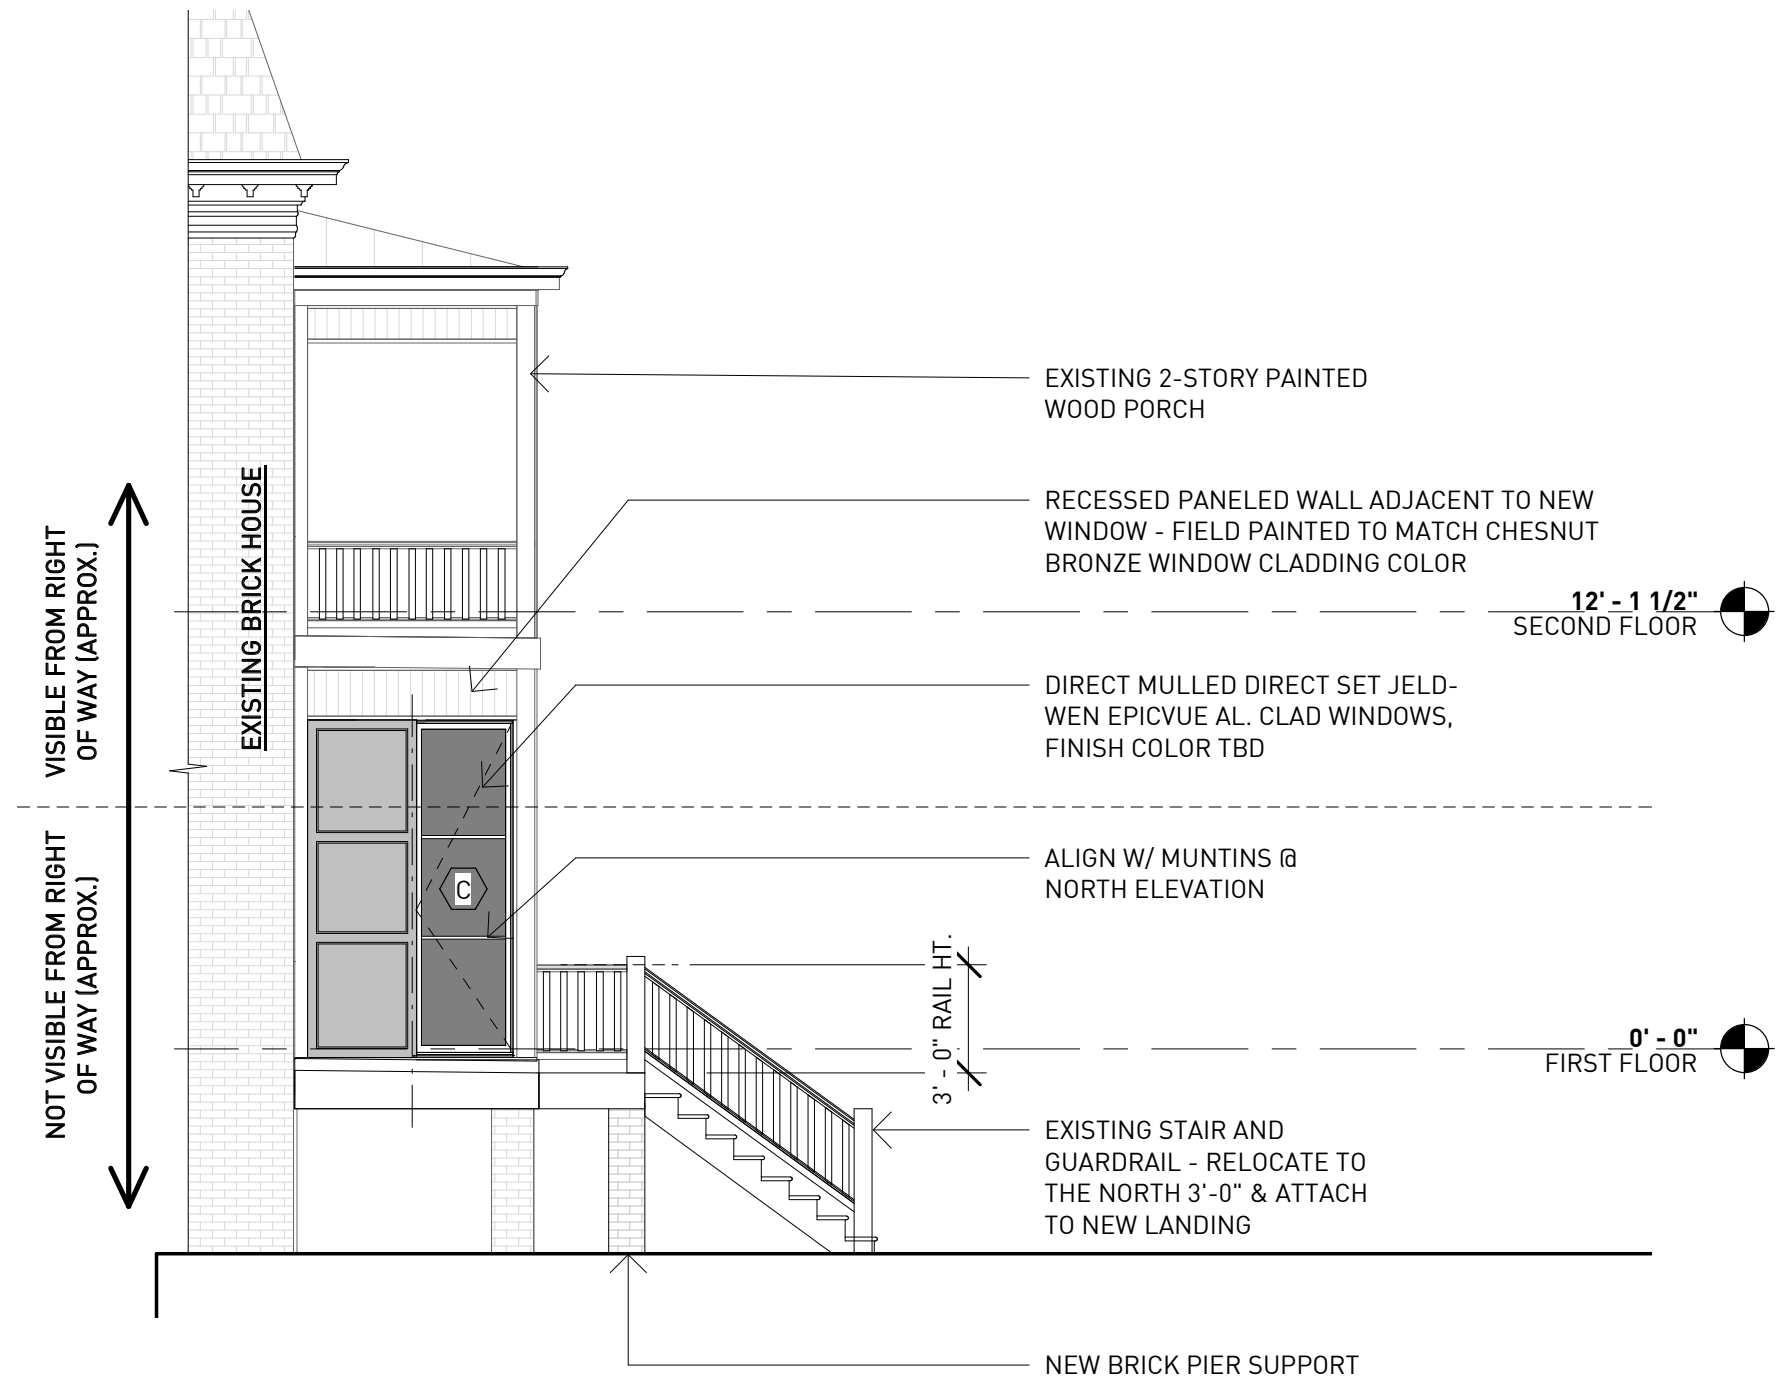 EXISTING 2-STORY PAINTED
WOOD PORCH
RECESSED PANELED WALL ADJACENT TO NEW
WINDOW - FIELD PAINTED TO MATCH CHESNUT
BRONZE WINDOW CLADDING COLOR
12' - 1 1/2"
SECOND FLOOR
DIRECT MULLED DIRECT SET JELD-
WEN EPICVUE AL. CLAD WINDOWS,
FINISH COLOR TBD
EXISTING BRICK HOUSE
VISIBLE FROM RIGHT
OF WAY (APPROX.)
NOT VISIBLE FROM RIGHT
OF WAY (APPROX.)
C
ALIGN W/ MUNTINS @
NORTH ELEVATION
3' - 0" RAIL HT.
0' - 0"
FIRST FLOOR
EXISTING STAIR AND
GUARDRAIL - RELOCATE TO
THE NORTH 3'-0" & ATTACH
TO NEW LANDING
NEW BRICK PIER SUPPORT